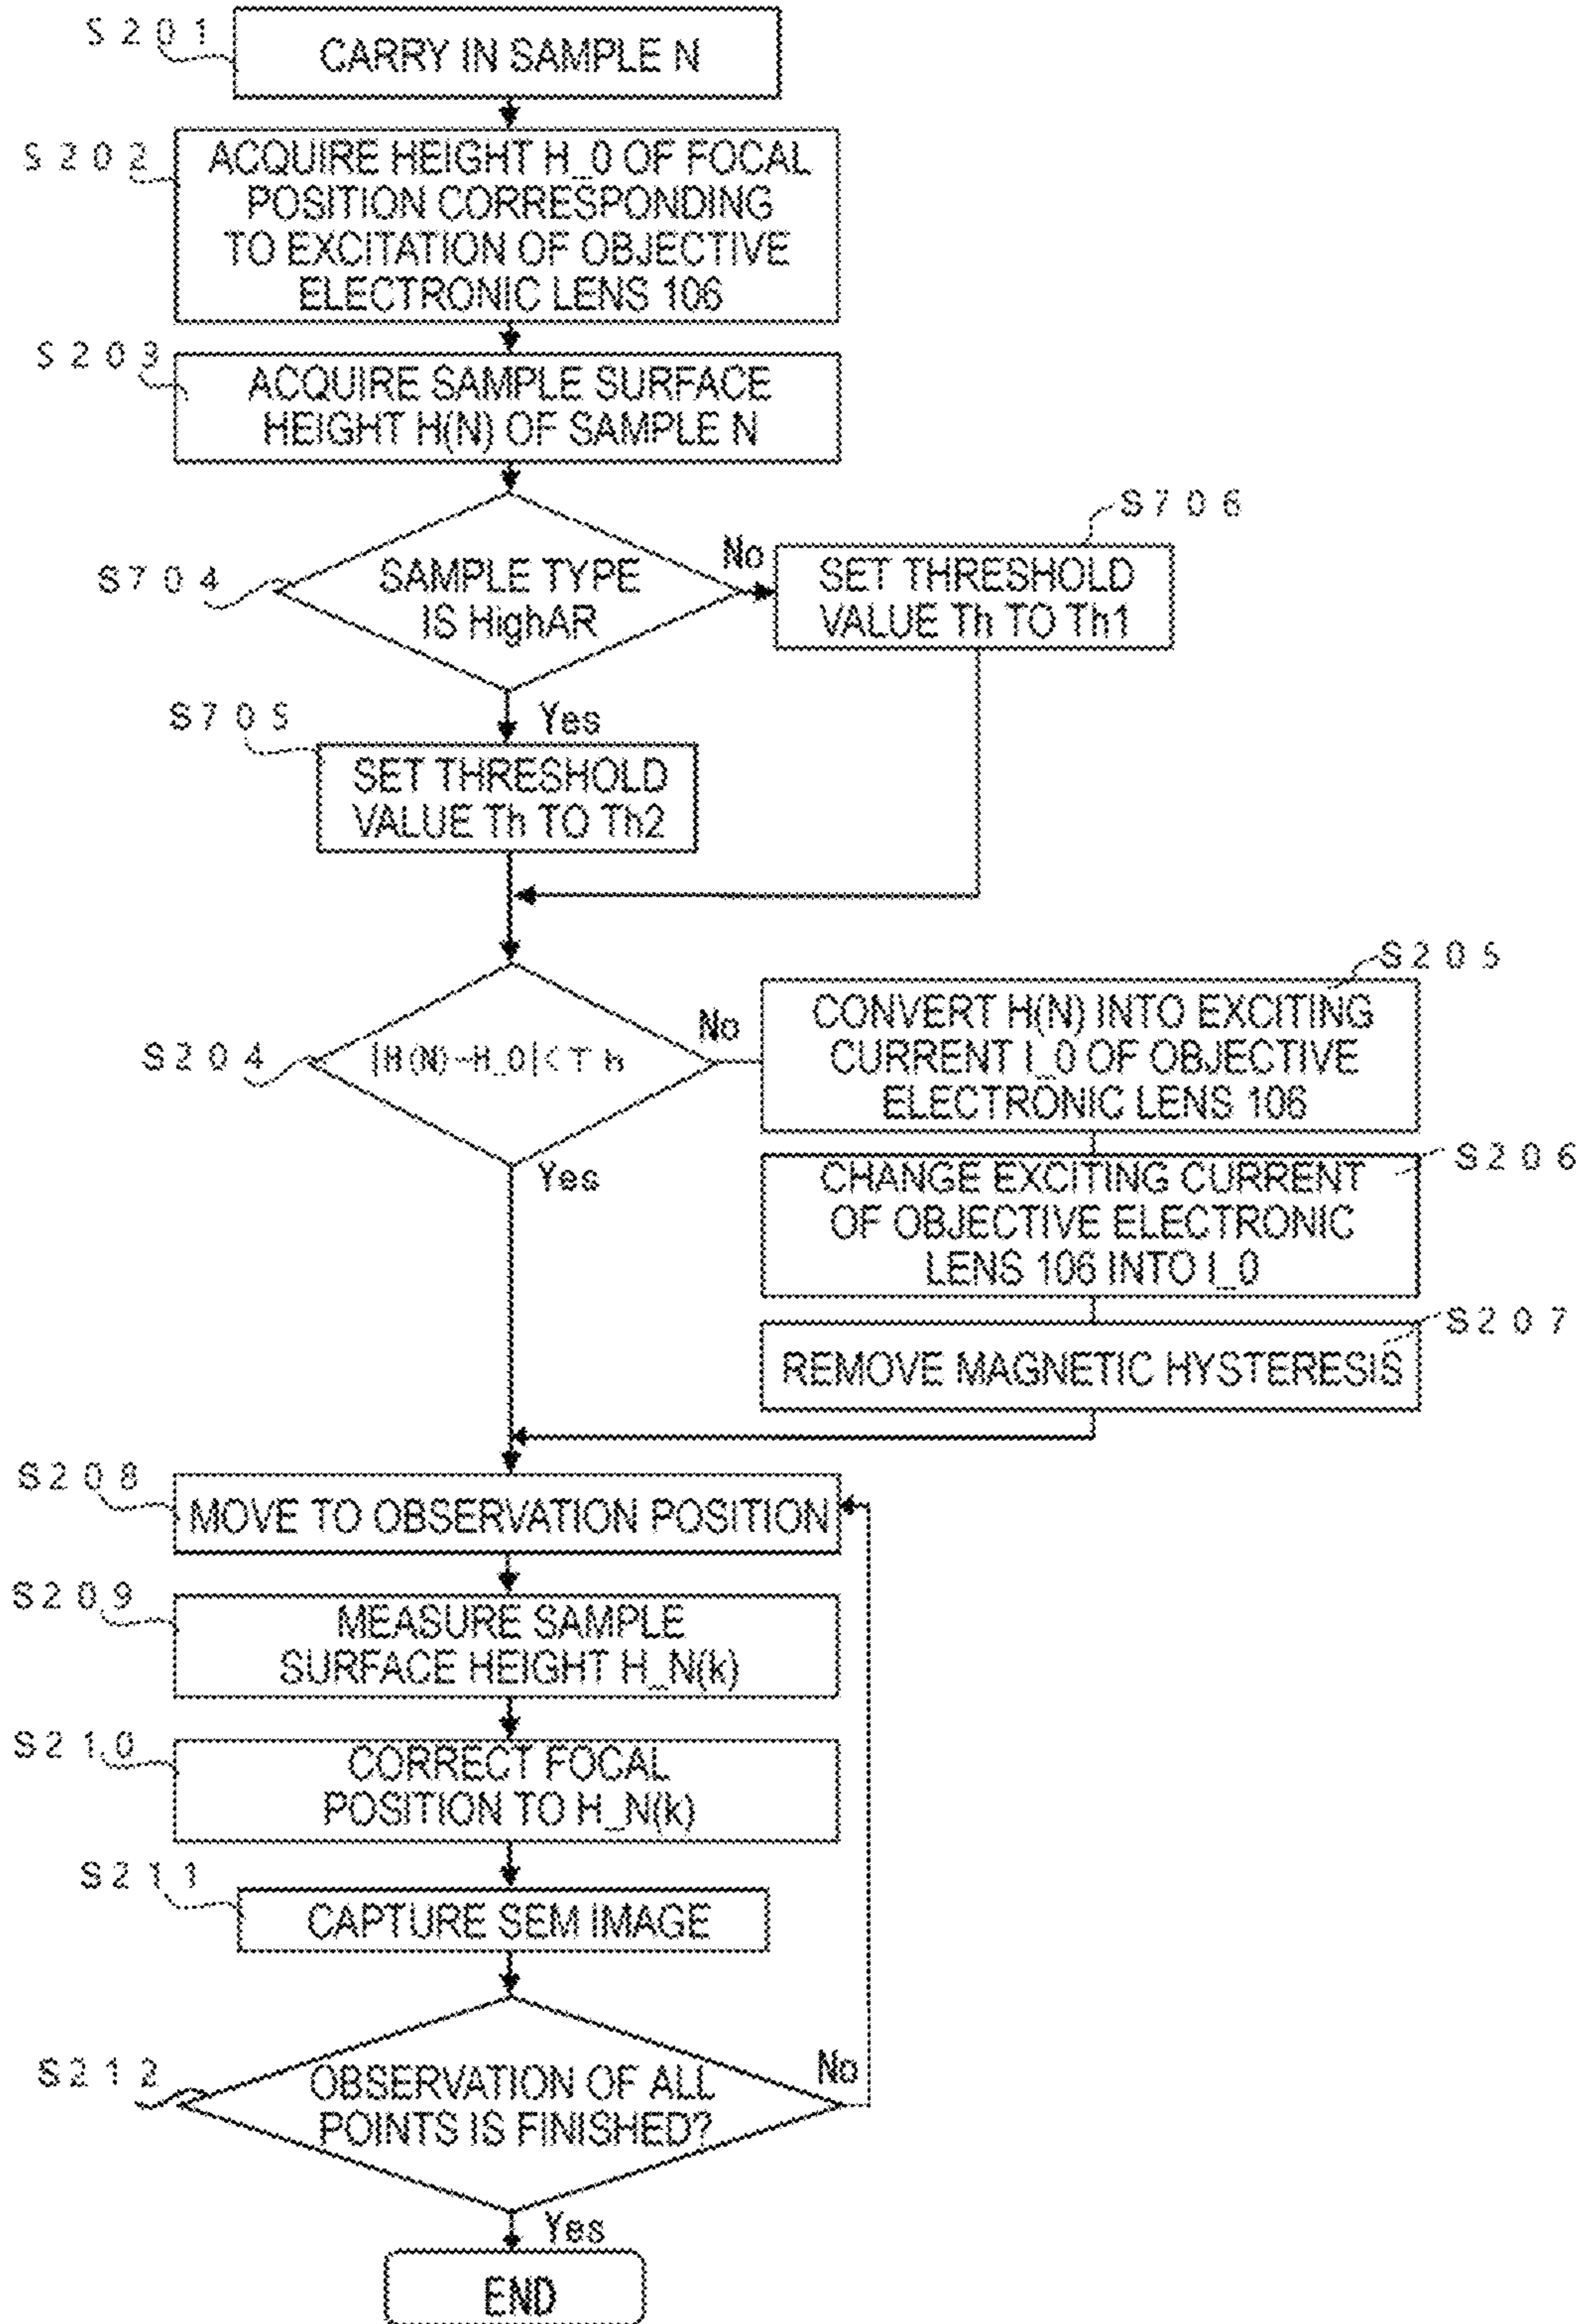 S201
CARRY IN SAMPLE N
S202
ACQUIRE HEIGHT H_0 OF FOCAL
POSITION CORRESPONDING
TO EXCITATION OF OBJECTIVE
ELECTRONIC LENS 106
S203
ACQUIRE SAMPLE SURFACE
HEIGHT H(N) OF SAMPLE N
S704
SAMPLE TYPE
IS HighAR
No
S706
SET THRESHOLD
VALUE Th TO Th1
Yes
S705
SET THRESHOLD
VALUE Th TO Th2
S204
|H(N)-H_0|<Th
No
S205
CONVERT H(N) INTO EXCITING
CURRENT I_0 OF OBJECTIVE
ELECTRONIC LENS 106
Yes
S206
CHANGE EXCITING CURRENT
OF OBJECTIVE ELECTRONIC
LENS 106 INTO I_0
S207
REMOVE MAGNETIC HYSTERESIS
S208
MOVE TO OBSERVATION POSITION
S209
MEASURE SAMPLE
SURFACE HEIGHT H_N(k)
S210
CORRECT FOCAL
POSITION TO H_N(k)
S211
CAPTURE SEM IMAGE
S212
OBSERVATION OF ALL
POINTS IS FINISHED?
No
Yes
END